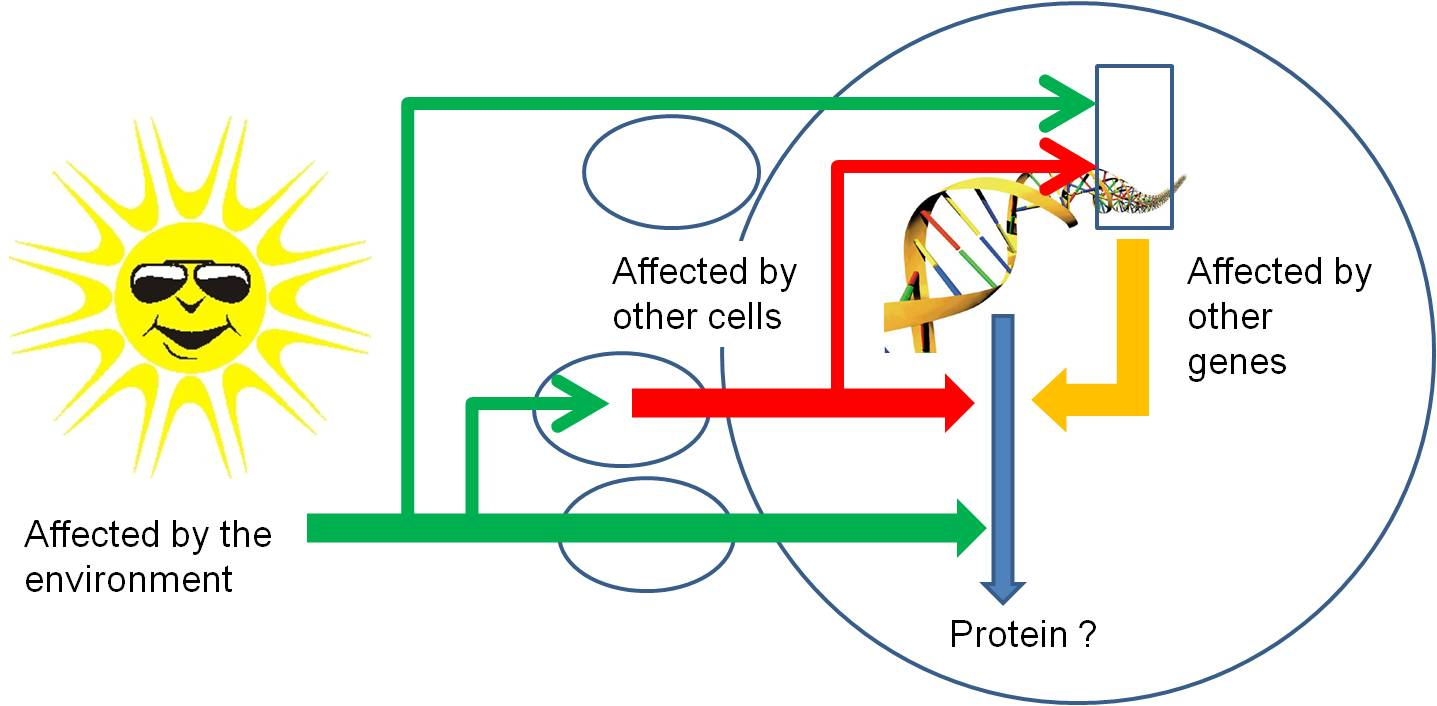 Affected by
other cells
Affected by
other
genes
Affected by the
environment
Protein ?